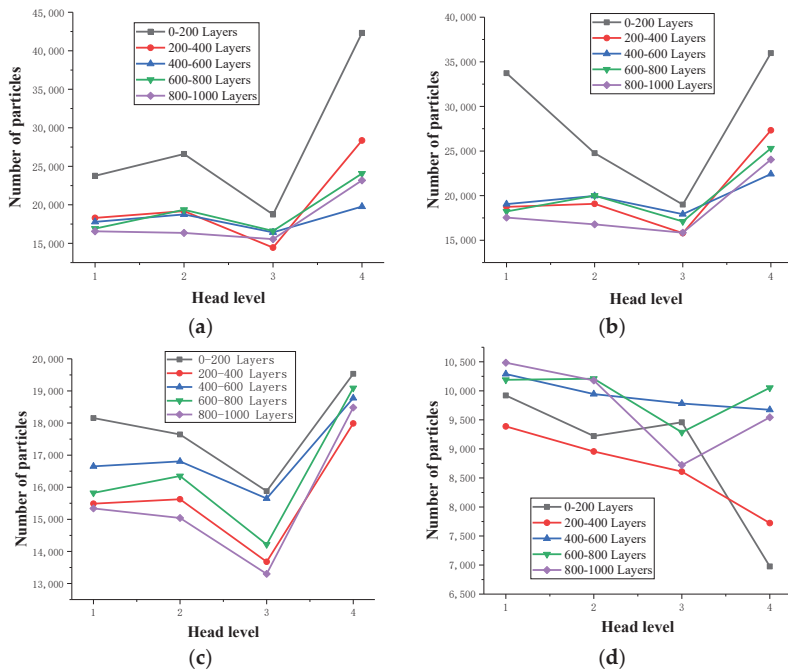 45,000
40,000
35,000
30,000
25,000
20,000
15,000
Number of particles
0-200 Layers
200-400 Layers
400-600 Layers
600-800 Layers
800-1000 Layers
1 2 3 4
Head level
(a)
40,000
35,000
30,000
25,000
20,000
15,000
Number of particles
0-200 Layers
200-400 Layers
400-600 Layers
600-800 Layers
800-1000 Layers
1 2 3 4
Head level
(b)
20,000
19,000
18,000
17,000
16,000
15,000
14,000
13,000
Number of particles
0-200 Layers
200-400 Layers
400-600 Layers
600-800 Layers
800-1000 Layers
1 2 3 4
Head level
(c)
10,500
10,000
9,500
9,000
8,500
8,000
7,500
7,000
6,500
Number of particles
0-200 Layers
200-400 Layers
400-600 Layers
600-800 Layers
800-1000 Layers
1 2 3 4
Head level
(d)